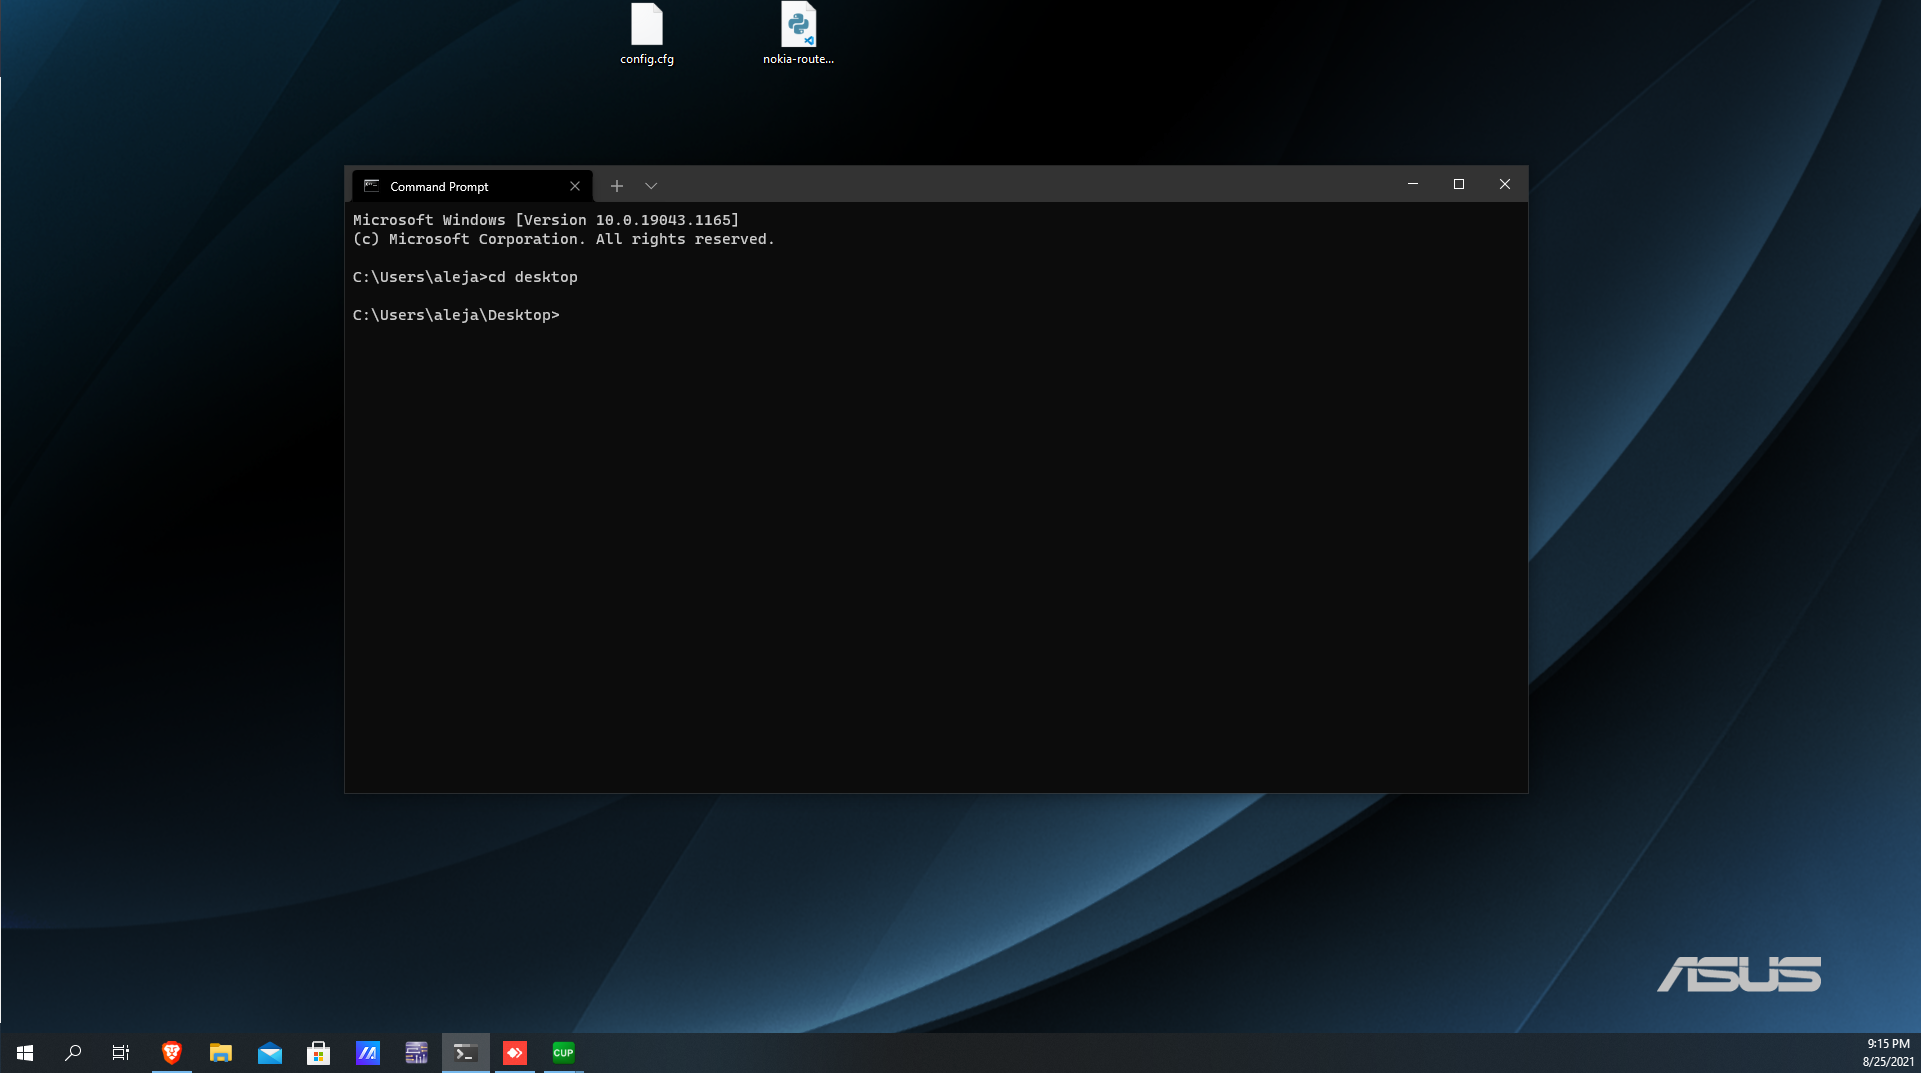 config.cfg
nokia-route...
Command Prompt
Microsoft Windows [Version 10.0.19043.1165]
(c) Microsoft Corporation. All rights reserved.
C:\Users\aleja>cd desktop
C:\Users\aleja\Desktop>
ASUS
CUP
9:15 PM
8/25/2021